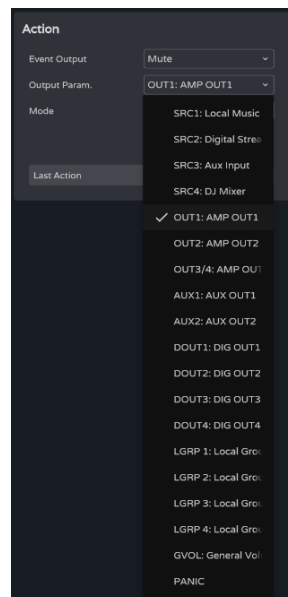 Action
Event Output Mute
Output Param. OUT1: AMP OUT1
Mode
SRC1: Local Music
SRC2: Digital Strea
SRC3: Aux Input
SRC4: DJ Mixer
Last Action
OUT1: AMP OUT1
OUT2: AMP OUT2
OUT3/4: AMP OUT
AUX1: AUX OUT1
AUX2: AUX OUT2
DOUT1: DIG OUT1
DOUT2: DIG OUT2
DOUT3: DIG OUT3
DOUT4: DIG OUT4
LGRP 1: Local Grou
LGRP 2: Local Grou
LGRP 3: Local Grou
LGRP 4: Local Grou
GVOL: General Vol
PANIC